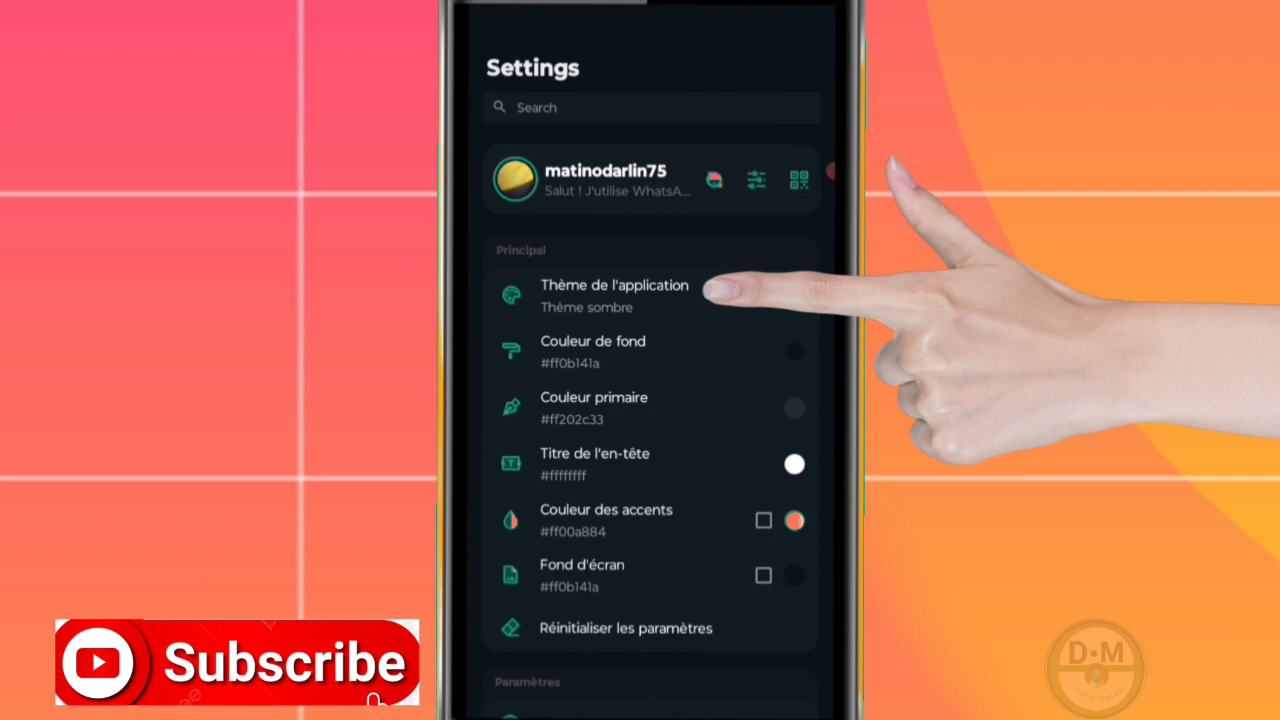 Settings
Search
matinodarlin75
Salut ! J'utilise WhatsA...
Principal
Thème de l'application
Thème sombre
Couleur de fond
#ff0b141a
Couleur primaire
#ff202c33
Titre de l'en-tête
#ffffffff
Couleur des accents
#ff00a884
Fond d'écran
#ff0b141a
Réinitialiser les paramètres
Paramètres
Subscribe
D•M